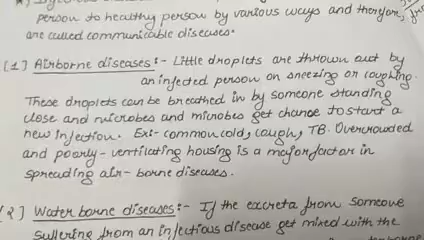 person to healthy person by various ways and therefore,
are called communicable diseases.
[1] Airborne diseases :- Little droplets are thrown out by
an infected person on sneezing or coughing.
These droplets can be breathed in by someone standing
close and microbes and microbes get chance to start a
new infection. Ex:- common cold, cough, TB. Overcrowded
and poorly-ventilating housing is a major factor in
spreading air-borne diseases.
[2] Water borne diseases :- If the excreta from someone
suffering from an infectious disease get mixed with the